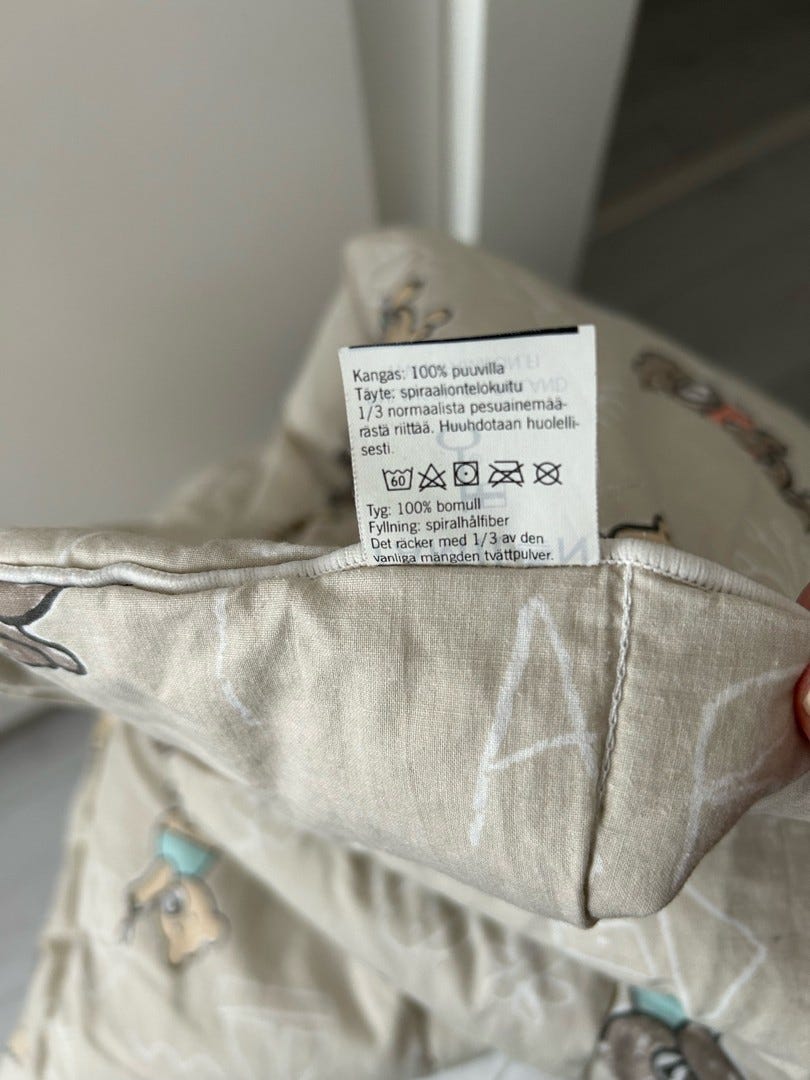 Kangas: 100% puuvilla
Täyte: spiraaliontelokuitu
1/3 normaalista pesuainemää-
rästä riittää. Huuhdotaan huolelli-
sesti.
60
Tyg: 100% bomull
Fyllning: spiralhålfiber
Det räcker med 1/3 av den
vanliga mängden tvättpulver.
A